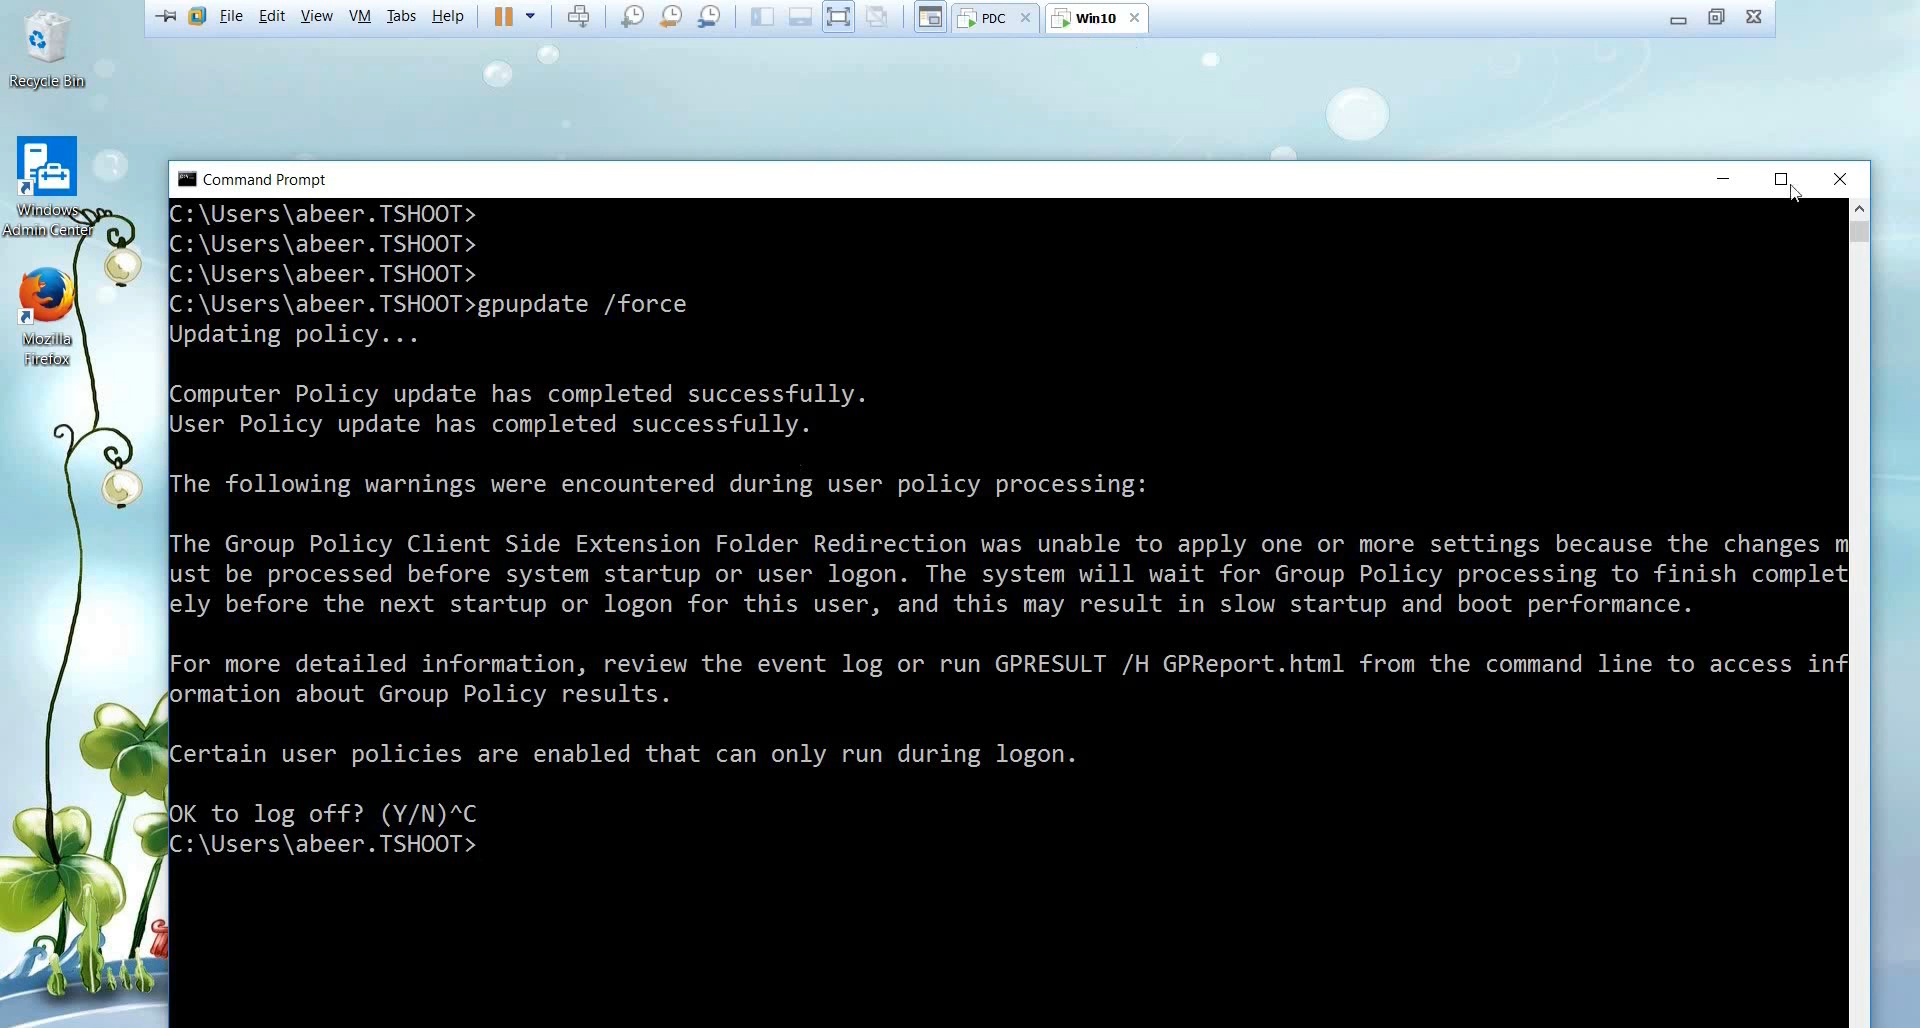 File Edit View VM Tabs Help PDC Win10
Recycle Bin
Windows
Admin Center
Mozilla
Firefox
Command Prompt
C:\Users\abeer.TSHOOT>
C:\Users\abeer.TSHOOT>
C:\Users\abeer.TSHOOT>
C:\Users\abeer.TSHOOT>gpupdate /force
Updating policy...
Computer Policy update has completed successfully.
User Policy update has completed successfully.
The following warnings were encountered during user policy processing:
The Group Policy Client Side Extension Folder Redirection was unable to apply one or more settings because the changes m
ust be processed before system startup or user logon. The system will wait for Group Policy processing to finish complet
ely before the next startup or logon for this user, and this may result in slow startup and boot performance.
For more detailed information, review the event log or run GPRESULT /H GPReport.html from the command line to access inf
ormation about Group Policy results.
Certain user policies are enabled that can only run during logon.
OK to log off? (Y/N)^C
C:\Users\abeer.TSHOOT>